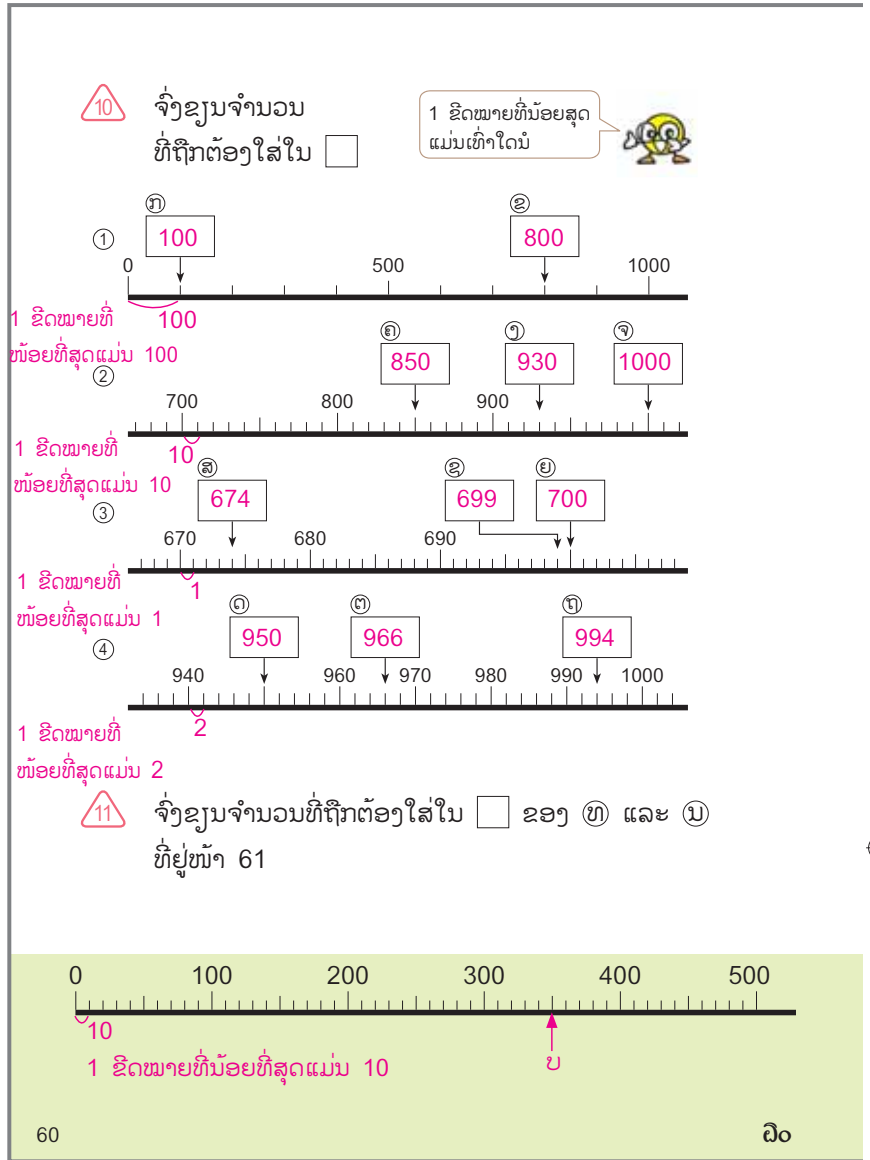 10 ຈົ່ງຂຽນຈຳນວນ
ທີ່ຖືກຕ້ອງໃສ່ໃນ
1 ຂີດໝາຍທີ່ນ້ອຍສຸດ
ແມ່ນເທົ່າໃດນໍ
ກ ຂ
① 100 800
0 500 1000
1 ຂີດໝາຍທີ່ 100
ໜ້ອຍທີ່ສຸດແມ່ນ 100
ຄ ງ ຈ
② 850 930 1000
700 800 900
1 ຂີດໝາຍທີ່ 10
ໜ້ອຍທີ່ສຸດແມ່ນ 10
ສ ຊ ຍ
③ 674 699 700
670 680 690
1 ຂີດໝາຍທີ່ 1
ໜ້ອຍທີ່ສຸດແມ່ນ 1
ດ ຕ ຖ
④ 950 966 994
940 960 970 980 990 1000
1 ຂີດໝາຍທີ່ 2
ໜ້ອຍທີ່ສຸດແມ່ນ 2
11 ຈົ່ງຂຽນຈຳນວນທີ່ຖືກຕ້ອງໃສ່ໃນ ຂອງ ທ ແລະ ນ
ທີ່ຢູ່ໜ້າ 61
0 100 200 300 400 500
10
1 ຂີດໝາຍທີ່ນ້ອຍທີ່ສຸດແມ່ນ 10 ບ
60